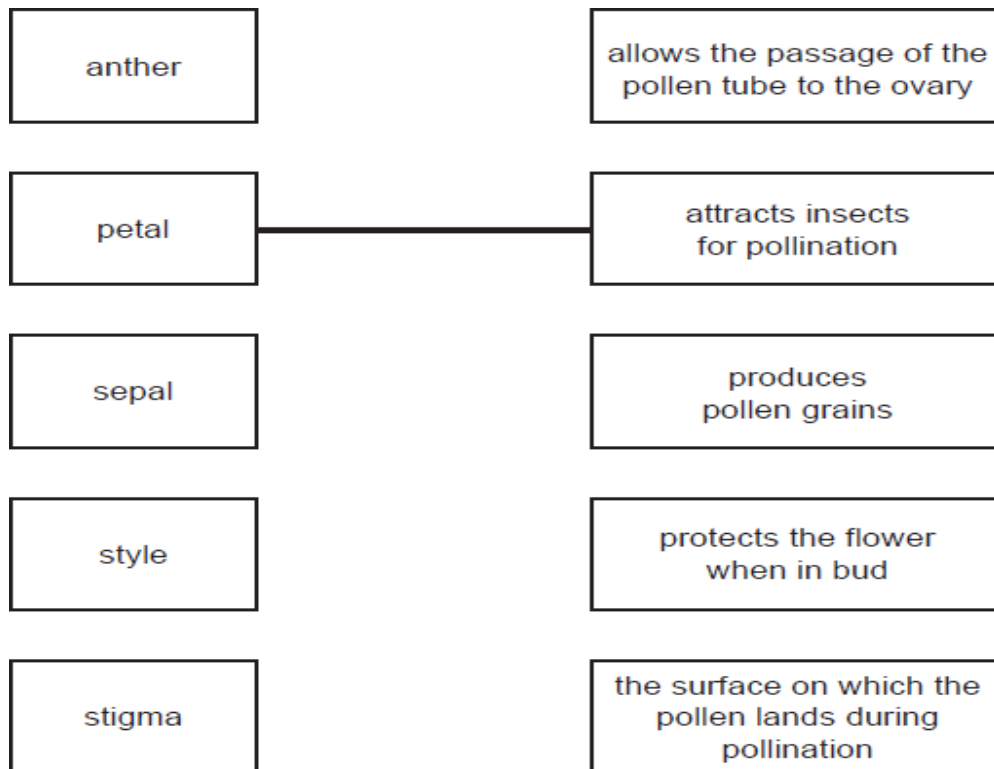 anther
allows the passage of the
pollen tube to the ovary
petal
attracts insects
for pollination
sepal
produces
pollen grains
style
protects the flower
when in bud
stigma
the surface on which the
pollen lands during
pollination